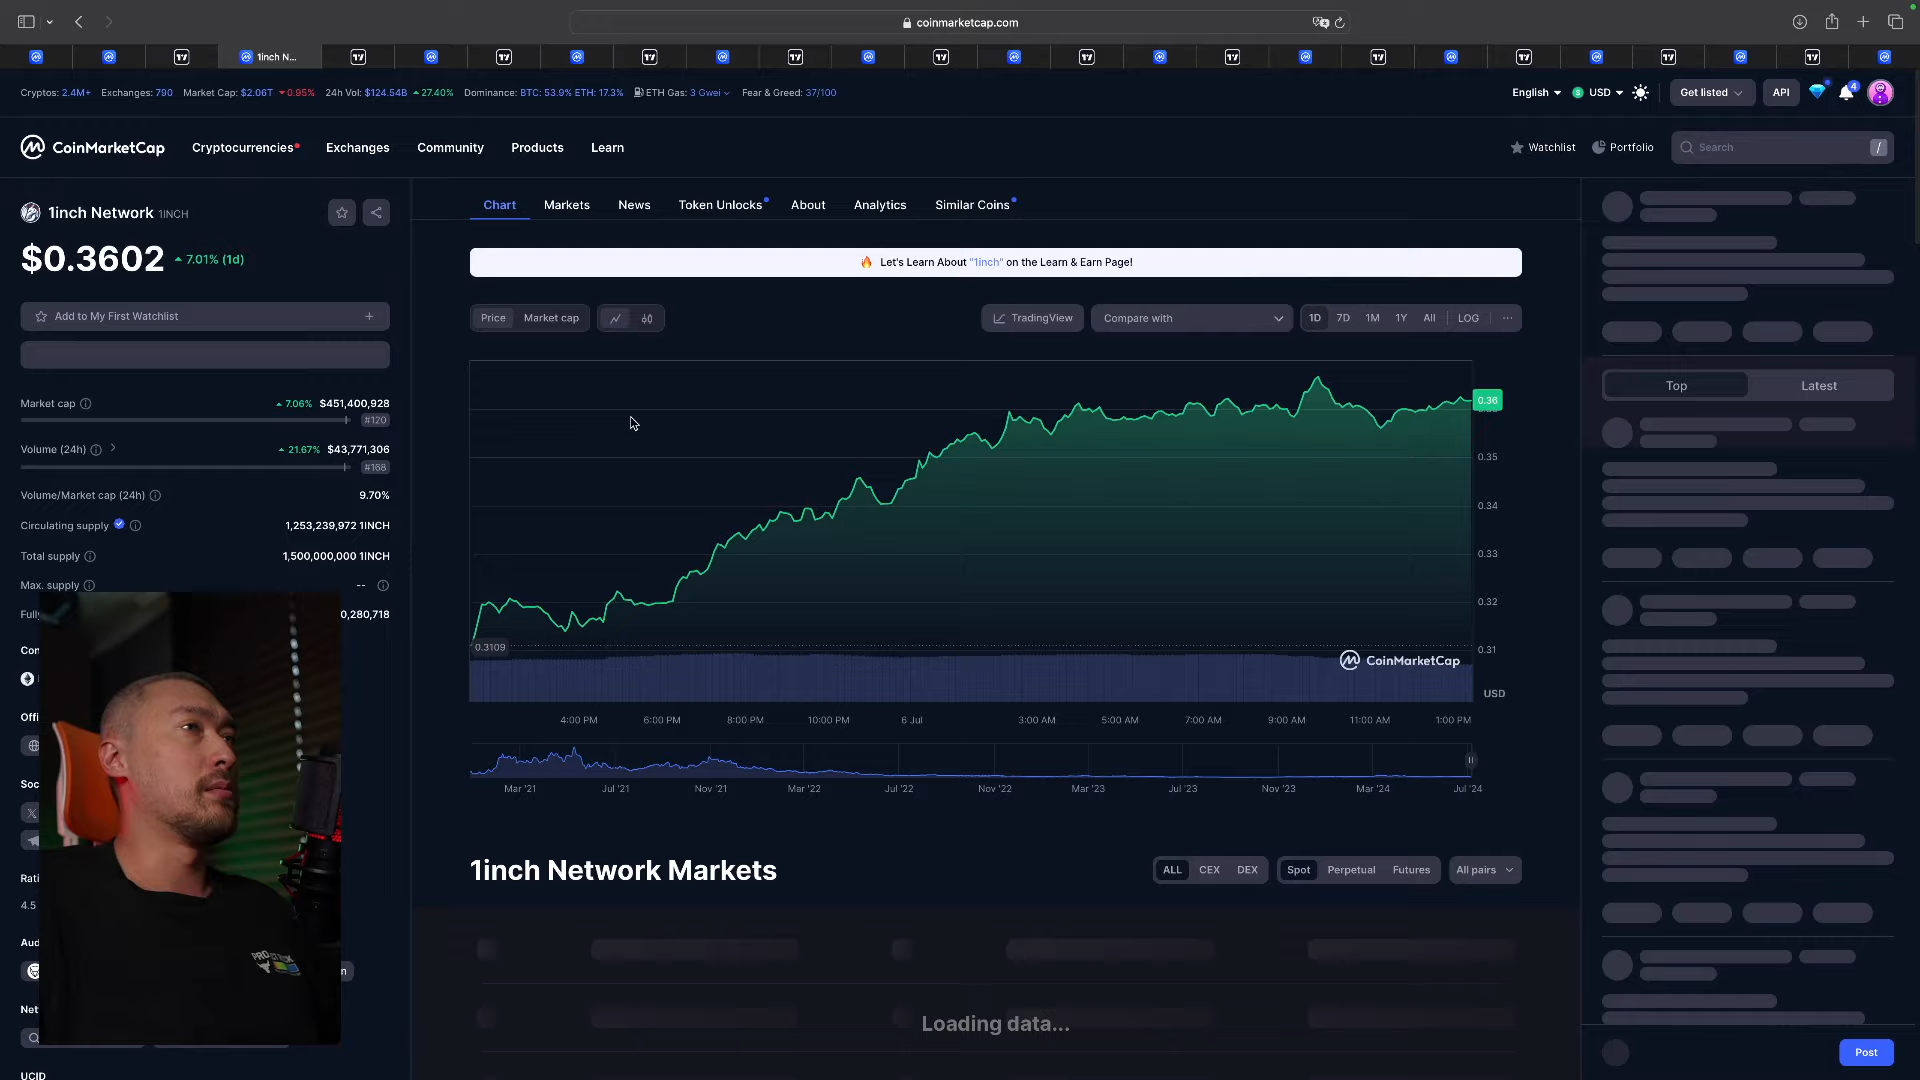 coinmarketcap.com
1inch N...
Cryptos: 2.4M+ Exchanges: 790 Market Cap: $2.06T 0.95% 24h Vol: $124.54B 27.40% Dominance: BTC: 53.9% ETH: 17.3% ETH Gas: 3 Gwei Fear & Greed: 37/100
English USD Get listed API 4
CoinMarketCap Cryptocurrencies Exchanges Community Products Learn
Watchlist Portfolio Search /
1inch Network 1INCH
$0.3602 7.01% (1d)
Add to My First Watchlist +
Market cap 7.06% $451,400,928
#120
Volume (24h) 21.67% $43,771,306
#168
Volume/Market cap (24h) 9.70%
Circulating supply 1,253,239,972 1INCH
Total supply 1,500,000,000 1INCH
Max. supply --
Fully 0,280,718
Con
Offi
Soc
Rati
4.5
Aud
n
Net
UCID
Chart Markets News Token Unlocks About Analytics Similar Coins
Let's Learn About "1inch" on the Learn & Earn Page!
Price Market cap
TradingView Compare with 1D 7D 1M 1Y All LOG ...
0.36
0.35
0.34
0.33
0.32
0.3109
0.31
CoinMarketCap
USD
4:00 PM 6:00 PM 8:00 PM 10:00 PM 6 Jul 3:00 AM 5:00 AM 7:00 AM 9:00 AM 11:00 AM 1:00 PM
Mar '21 Jul '21 Nov '21 Mar '22 Jul '22 Nov '22 Mar '23 Jul '23 Nov '23 Mar '24 Jul '24
1inch Network Markets
ALL CEX DEX Spot Perpetual Futures All pairs
Loading data...
Top Latest
Post